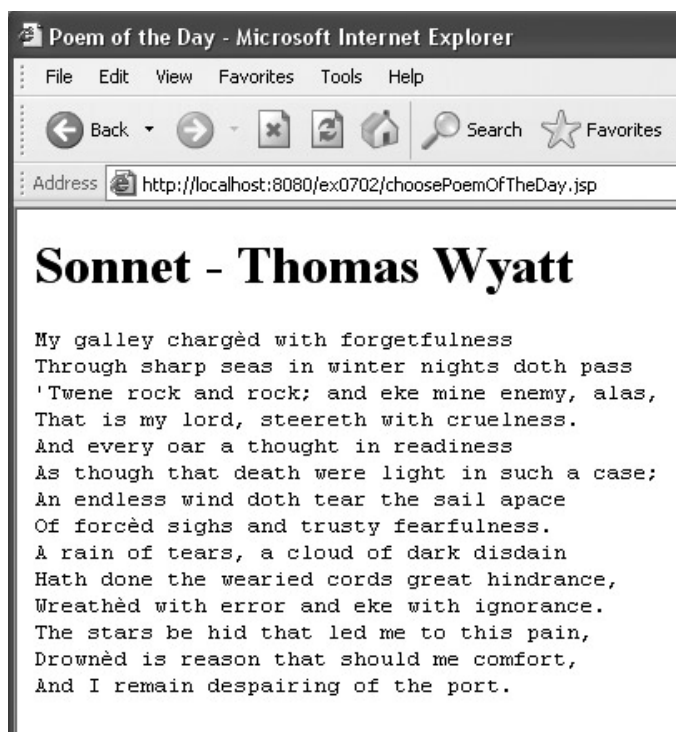 Poem of the Day - Microsoft Internet Explorer
File Edit View Favorites Tools Help
Back Search Favorites
Address http://localhost:8080/ex0702/choosePoemOfTheDay.jsp
Sonnet - Thomas Wyatt
My galley chargèd with forgetfulness
Through sharp seas in winter nights doth pass
'Twene rock and rock; and eke mine enemy, alas,
That is my lord, steereth with cruelness.
And every oar a thought in readiness
As though that death were light in such a case;
An endless wind doth tear the sail apace
Of forcèd sighs and trusty fearfulness.
A rain of tears, a cloud of dark disdain
Hath done the wearied cords great hindrance,
Wreathèd with error and eke with ignorance.
The stars be hid that led me to this pain,
Drownèd is reason that should me comfort,
And I remain despairing of the port.